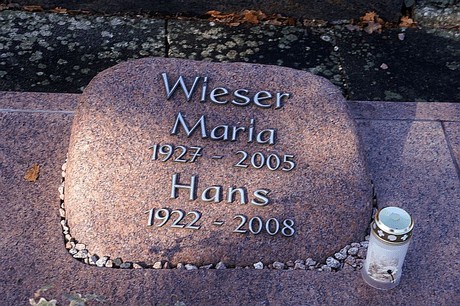 Wieser
Maria
1927 - 2005
Hans
1922 - 2008